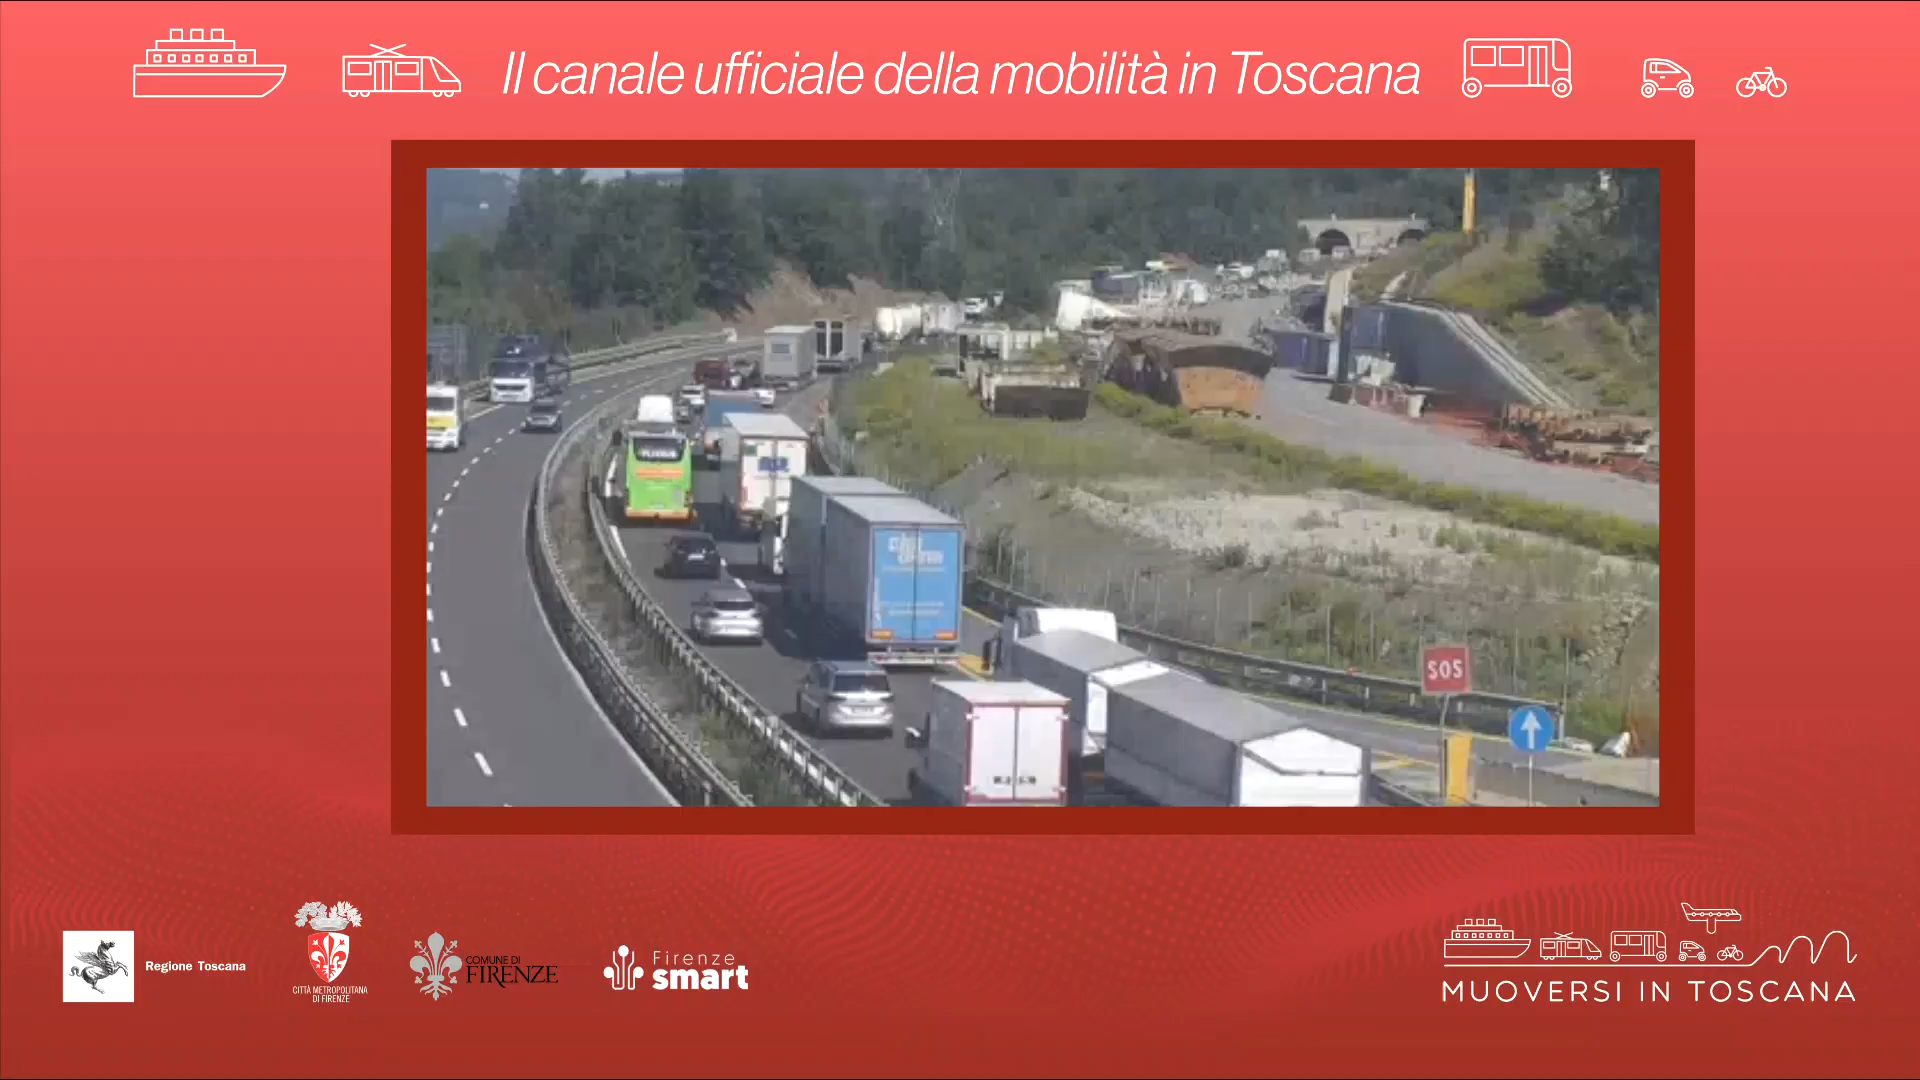 Il canale ufficiale della mobilità in Toscana
SOS
Regione Toscana
CITTÀ METROPOLITANA
DI FIRENZE
COMUNE DI
FIRENZE
Firenze
smart
MUOVERSI IN TOSCANA